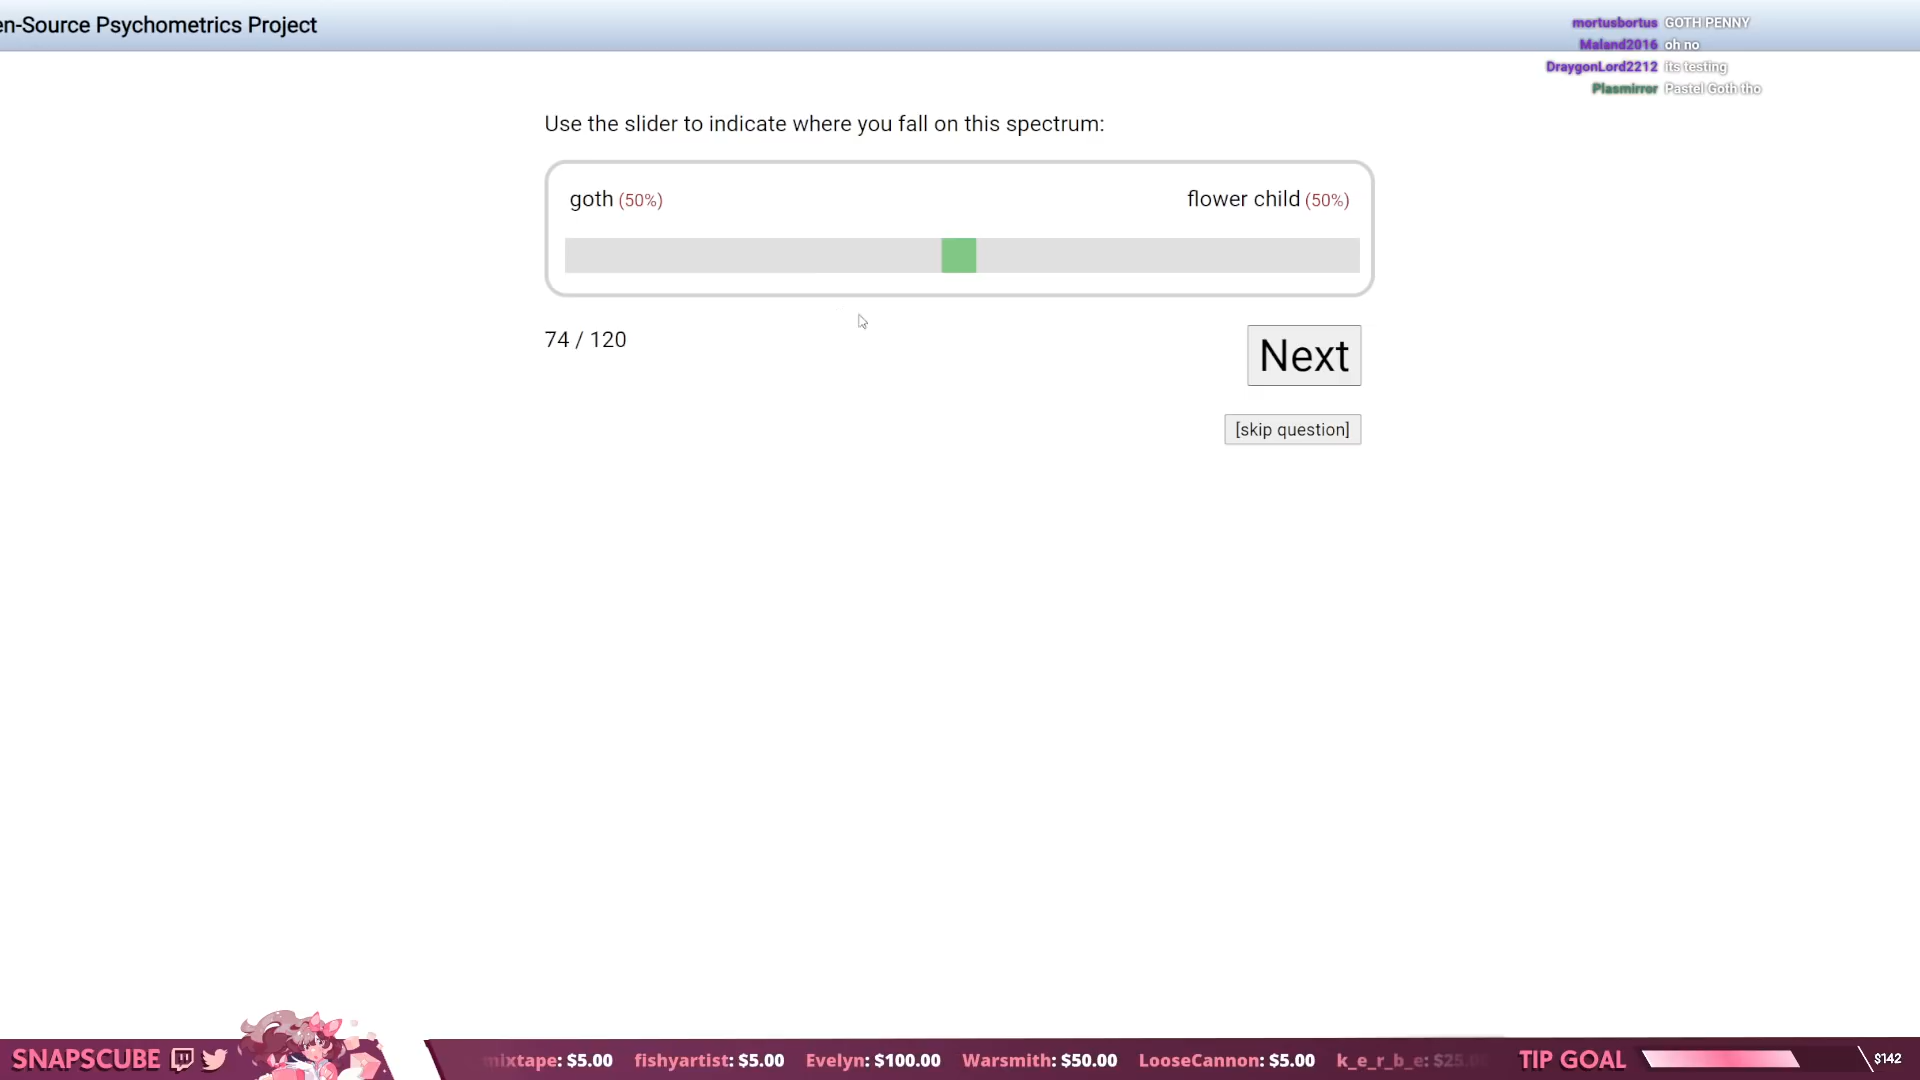 en-Source Psychometrics Project
mortusbortus GOTH PENNY
Maland2016 oh no
DraygonLord2212 its testing
Plasmirror Pastel Goth tho
Use the slider to indicate where you fall on this spectrum:
goth (50%) flower child (50%)
74 / 120
Next
[skip question]
SNAPSCUBE mixtape: $5.00 fishyartist: $5.00 Evelyn: $100.00 Warsmith: $50.00 LooseCannon: $5.00 k_e_r_b_e: $25.00 TIP GOAL $142